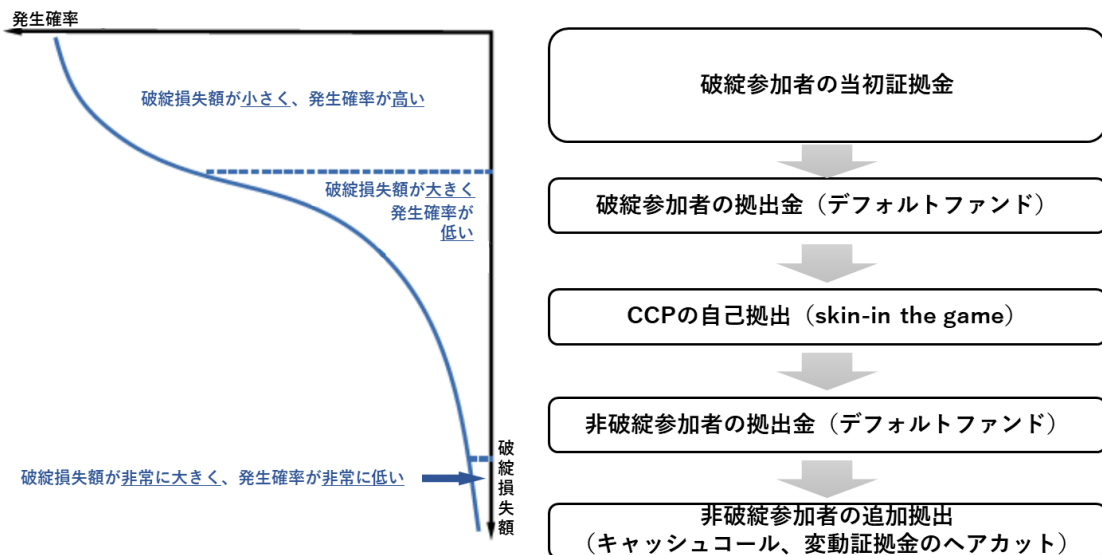 発生確率
破綻損失額が小さく、発生確率が高い
破綻損失額が大きく
発生確率が
低い
破綻損失額が非常に大きく、発生確率が非常に低い
破綻損失額
破綻参加者の当初証拠金
破綻参加者の拠出金（デフォルトファンド）
CCPの自己拠出（skin-in the game）
非破綻参加者の拠出金（デフォルトファンド）
非破綻参加者の追加拠出
（キャッシュコール、変動証拠金のヘアカット）